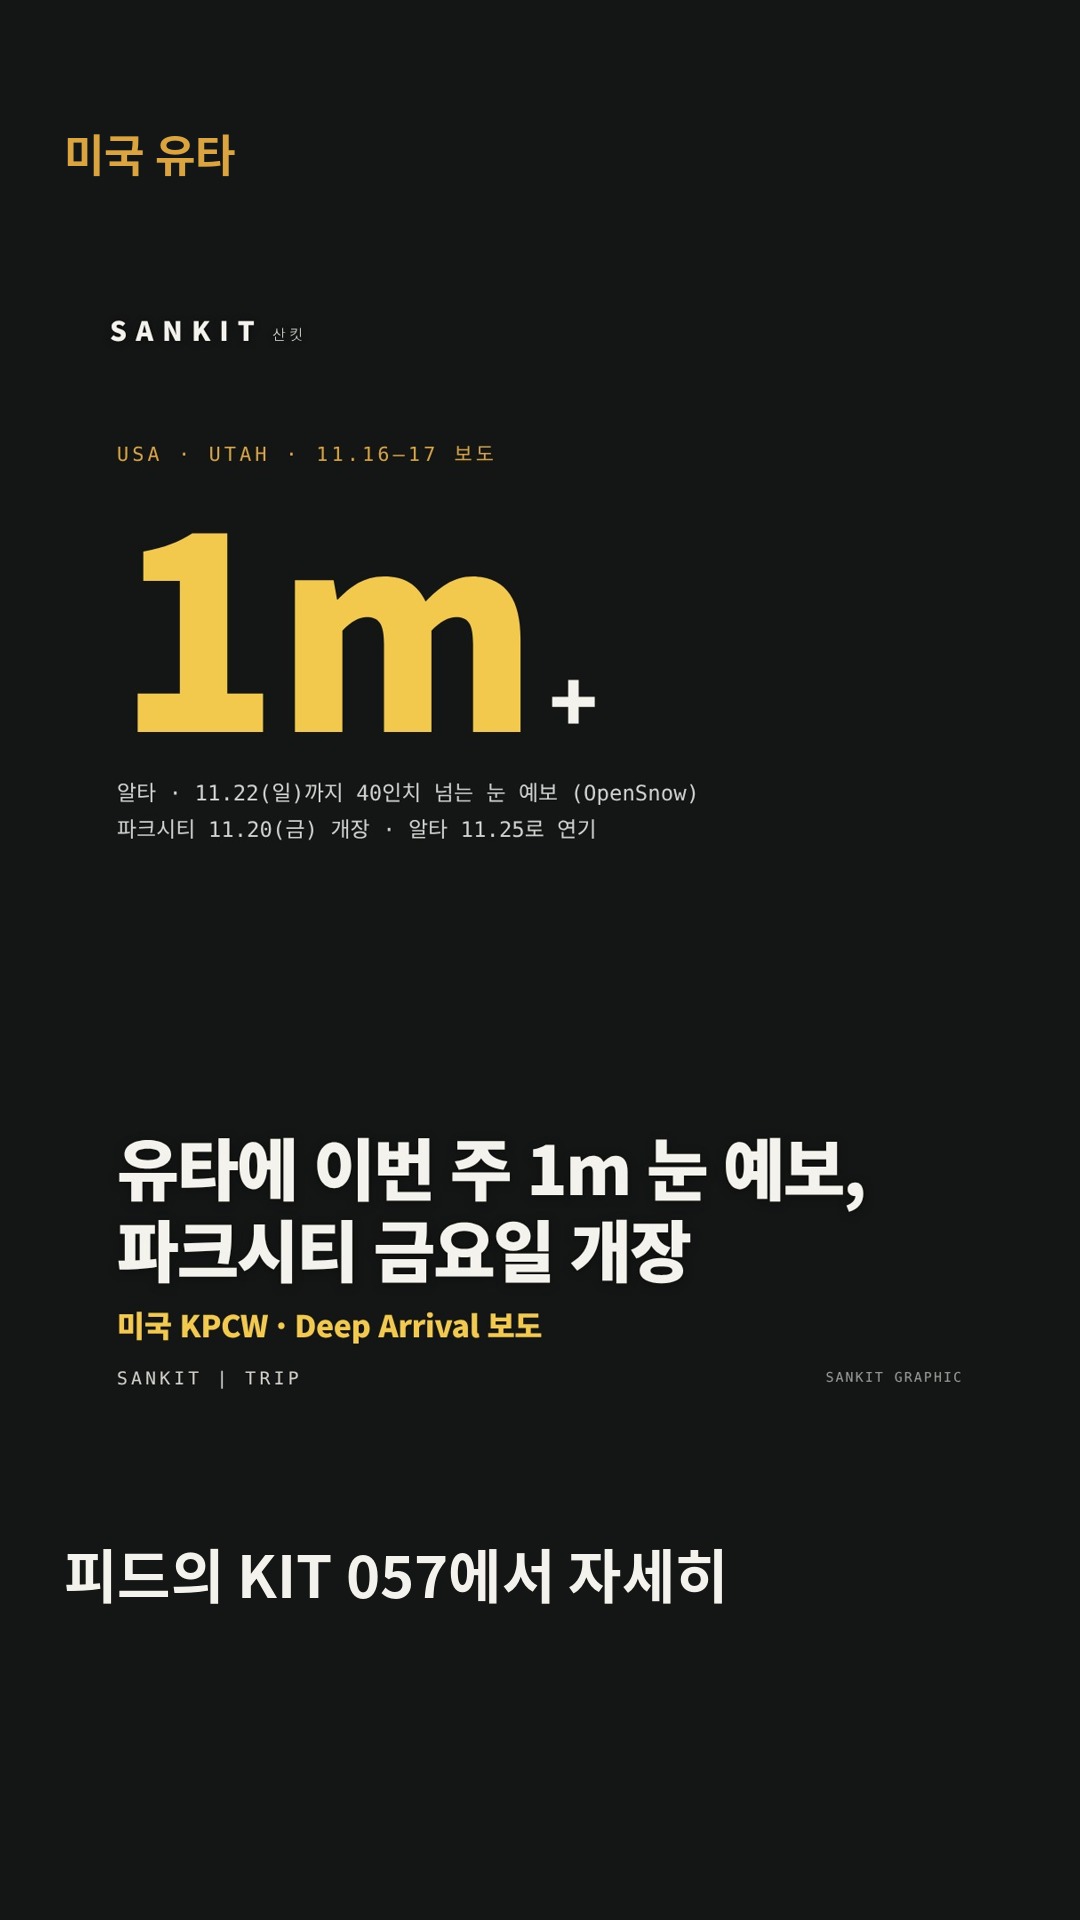 미국 유타
SANKIT 산킷
USA · UTAH · 11.16–17 보도
1m+
알타 · 11.22(일)까지 40인치 넘는 눈 예보 (OpenSnow)
파크시티 11.20(금) 개장 · 알타 11.25로 연기
유타에 이번 주 1m 눈 예보,
파크시티 금요일 개장
미국 KPCW · Deep Arrival 보도
SANKIT | TRIP
SANKIT GRAPHIC
피드의 KIT 057에서 자세히